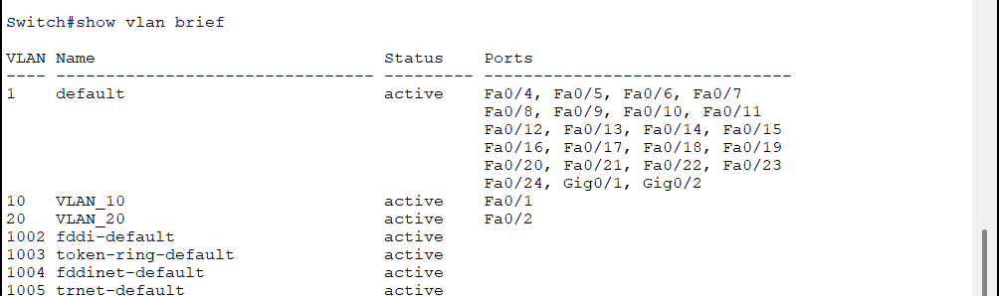 Switch#show vlan brief
VLAN Name                             Status    Ports
---- -------------------------------- --------- -------------------------------
1    default                          active    Fa0/4, Fa0/5, Fa0/6, Fa0/7
                                                Fa0/8, Fa0/9, Fa0/10, Fa0/11
                                                Fa0/12, Fa0/13, Fa0/14, Fa0/15
                                                Fa0/16, Fa0/17, Fa0/18, Fa0/19
                                                Fa0/20, Fa0/21, Fa0/22, Fa0/23
                                                Fa0/24, Gig0/1, Gig0/2
10   VLAN_10                          active    Fa0/1
20   VLAN_20                          active    Fa0/2
1002 fddi-default                     active
1003 token-ring-default               active
1004 fddinet-default                  active
1005 trnet-default                    active